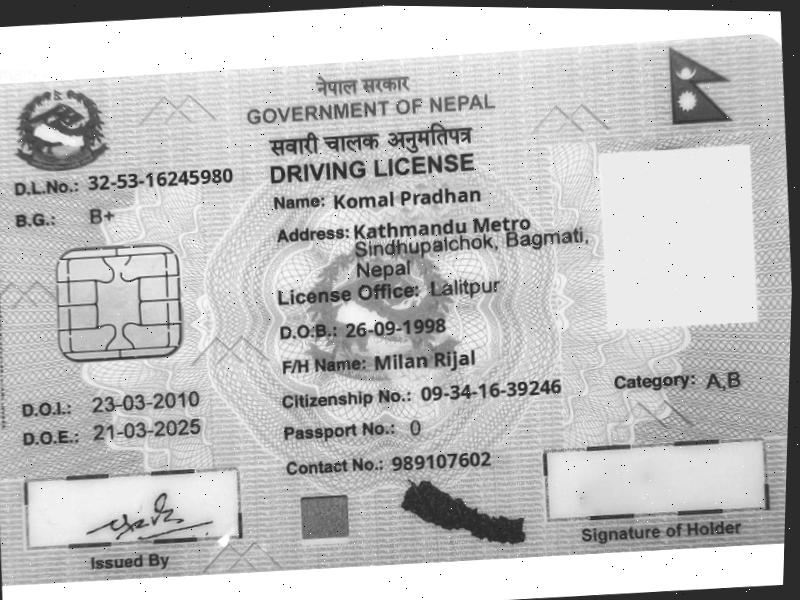 नेपाल सरकार
GOVERNMENT OF NEPAL
सवारी चालक अनुमतिपत्र
DRIVING LICENSE
D.L.No.: 32-53-16245980
B.G.: B+
Name: Komal Pradhan
Address: Kathmandu Metro
Sindhupalchok, Bagmati,
Nepal
License Office: Lalitpur
D.O.B.: 26-09-1998
F/H Name: Milan Rijal
Citizenship No.: 09-34-16-39246
Category: A,B
D.O.I.: 23-03-2010
D.O.E.: 21-03-2025
Passport No.: 0
Contact No.: 989107602
Issued By
Signature of Holder